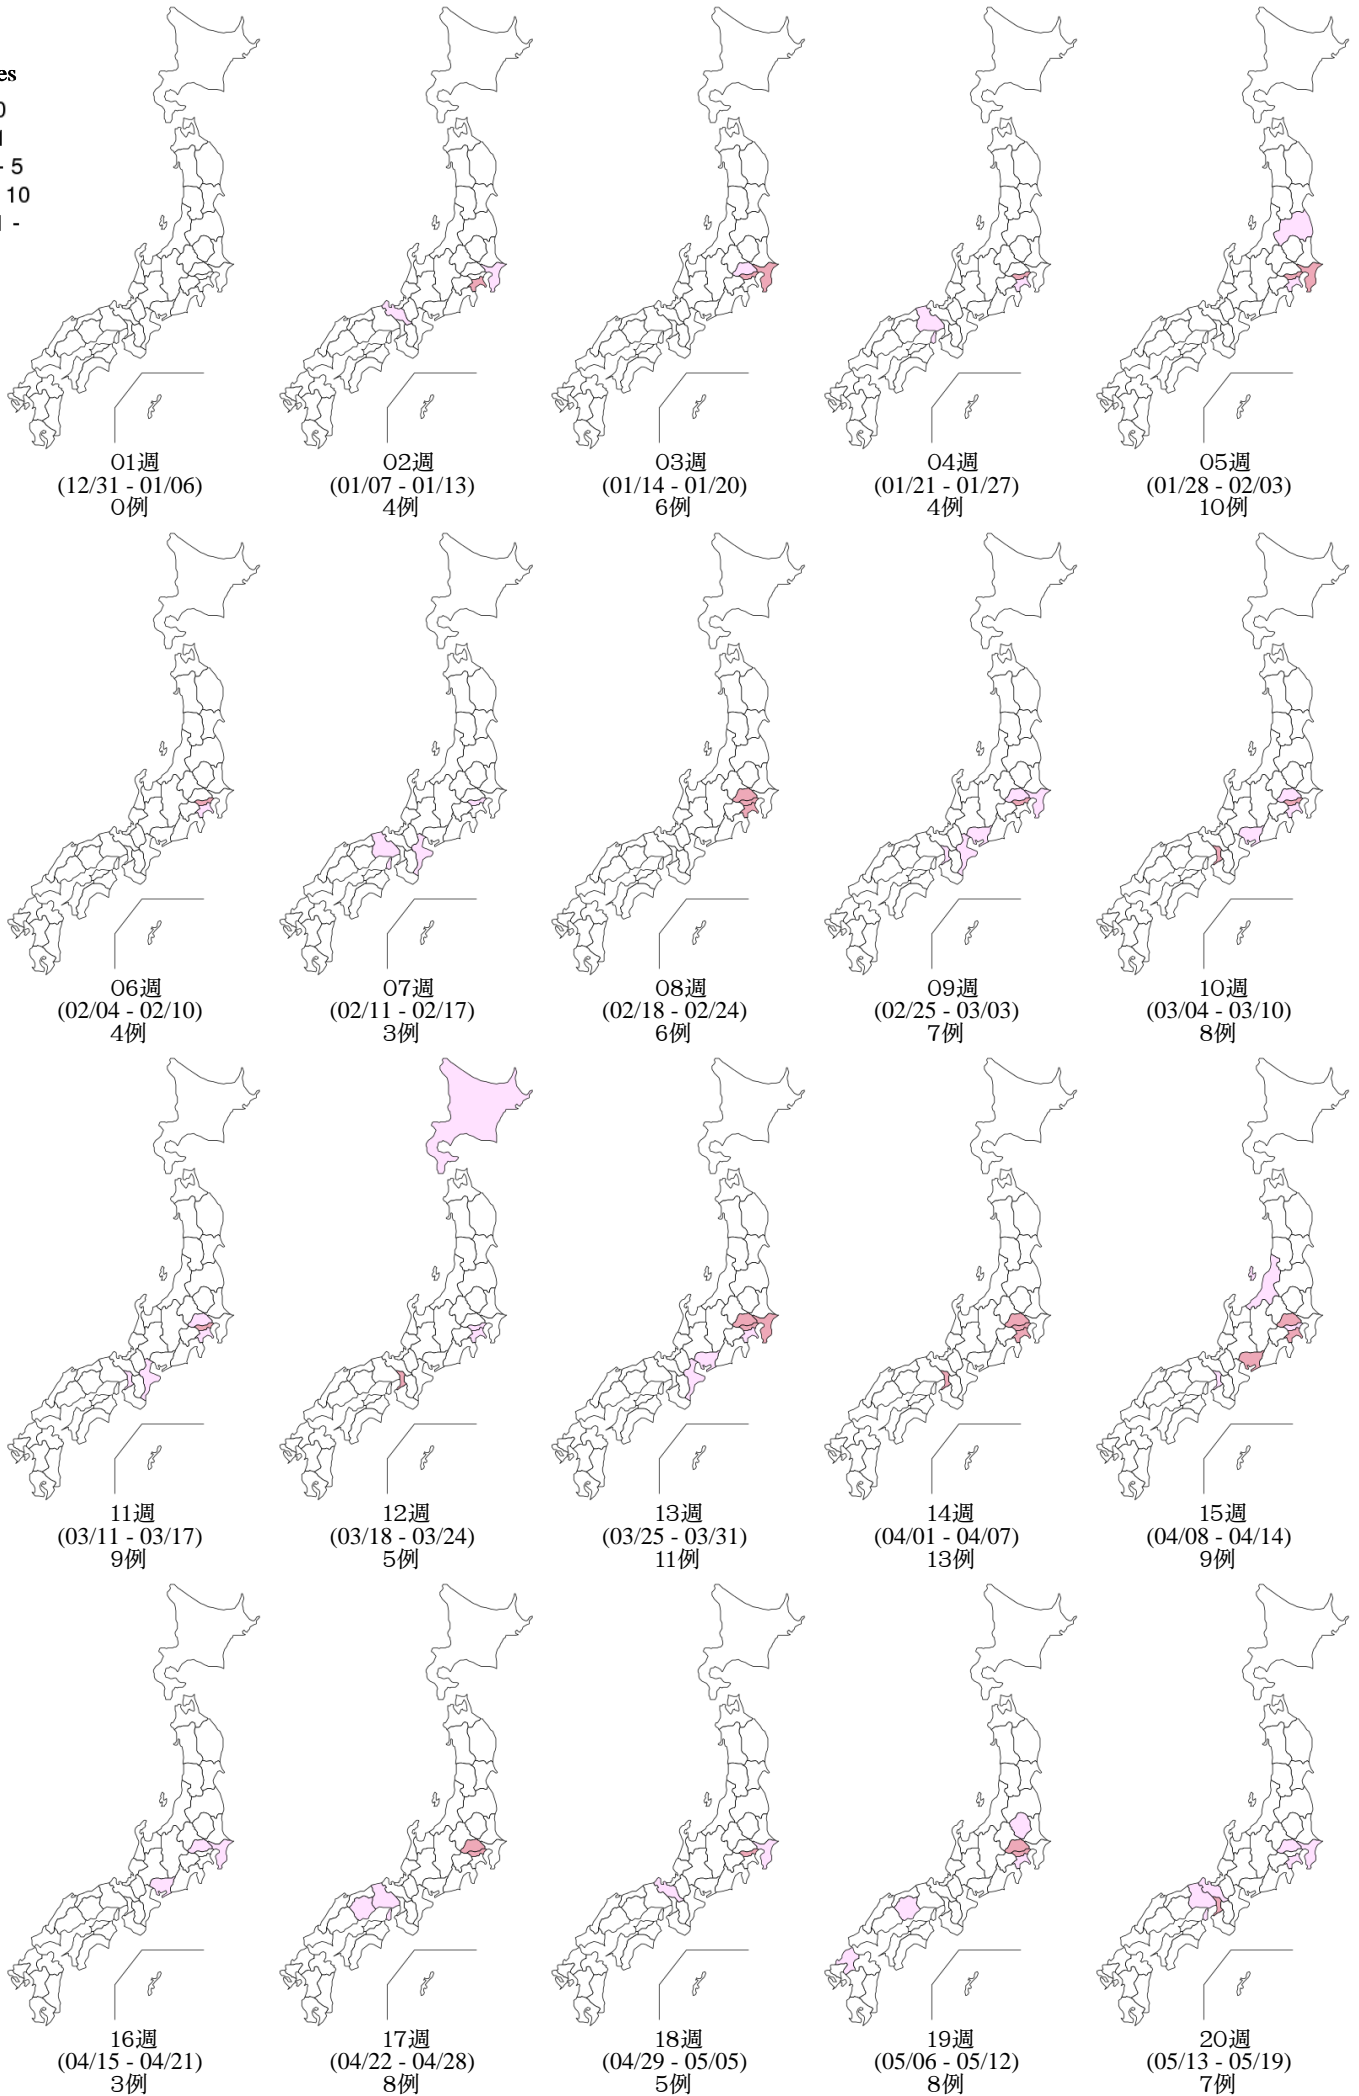 es
0
1
- 5
10
1 -
01週
(12/31 - 01/06)
0例
02週
(01/07 - 01/13)
4例
03週
(01/14 - 01/20)
6例
04週
(01/21 - 01/27)
4例
05週
(01/28 - 02/03)
10例
06週
(02/04 - 02/10)
4例
07週
(02/11 - 02/17)
3例
08週
(02/18 - 02/24)
6例
09週
(02/25 - 03/03)
7例
10週
(03/04 - 03/10)
8例
11週
(03/11 - 03/17)
9例
12週
(03/18 - 03/24)
5例
13週
(03/25 - 03/31)
11例
14週
(04/01 - 04/07)
13例
15週
(04/08 - 04/14)
9例
16週
(04/15 - 04/21)
3例
17週
(04/22 - 04/28)
8例
18週
(04/29 - 05/05)
5例
19週
(05/06 - 05/12)
8例
20週
(05/13 - 05/19)
7例